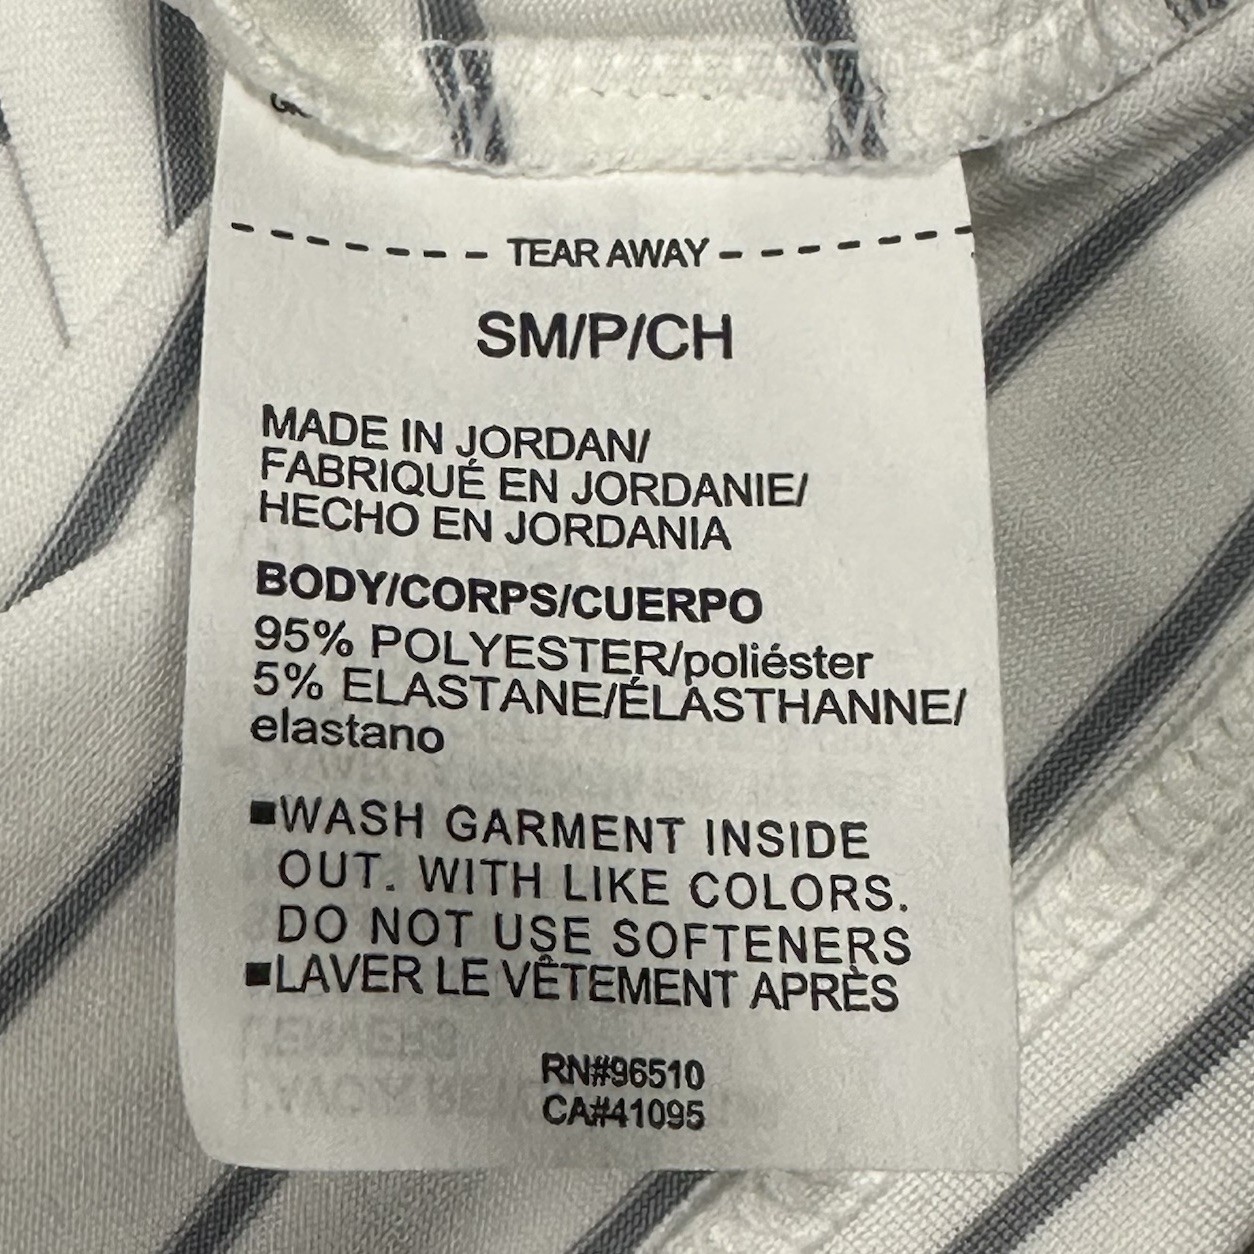 TEAR AWAY
SM/P/CH
MADE IN JORDAN/
FABRIQUÉ EN JORDANIE/
HECHO EN JORDANIA
BODY/CORPS/CUERPO
95% POLYESTER/poliéster
5% ELASTANE/ÉLASTHANNE/
elastano
■WASH GARMENT INSIDE
OUT. WITH LIKE COLORS.
DO NOT USE SOFTENERS
■LAVER LE VÊTEMENT APRÈS
RN#96510
CA#41095